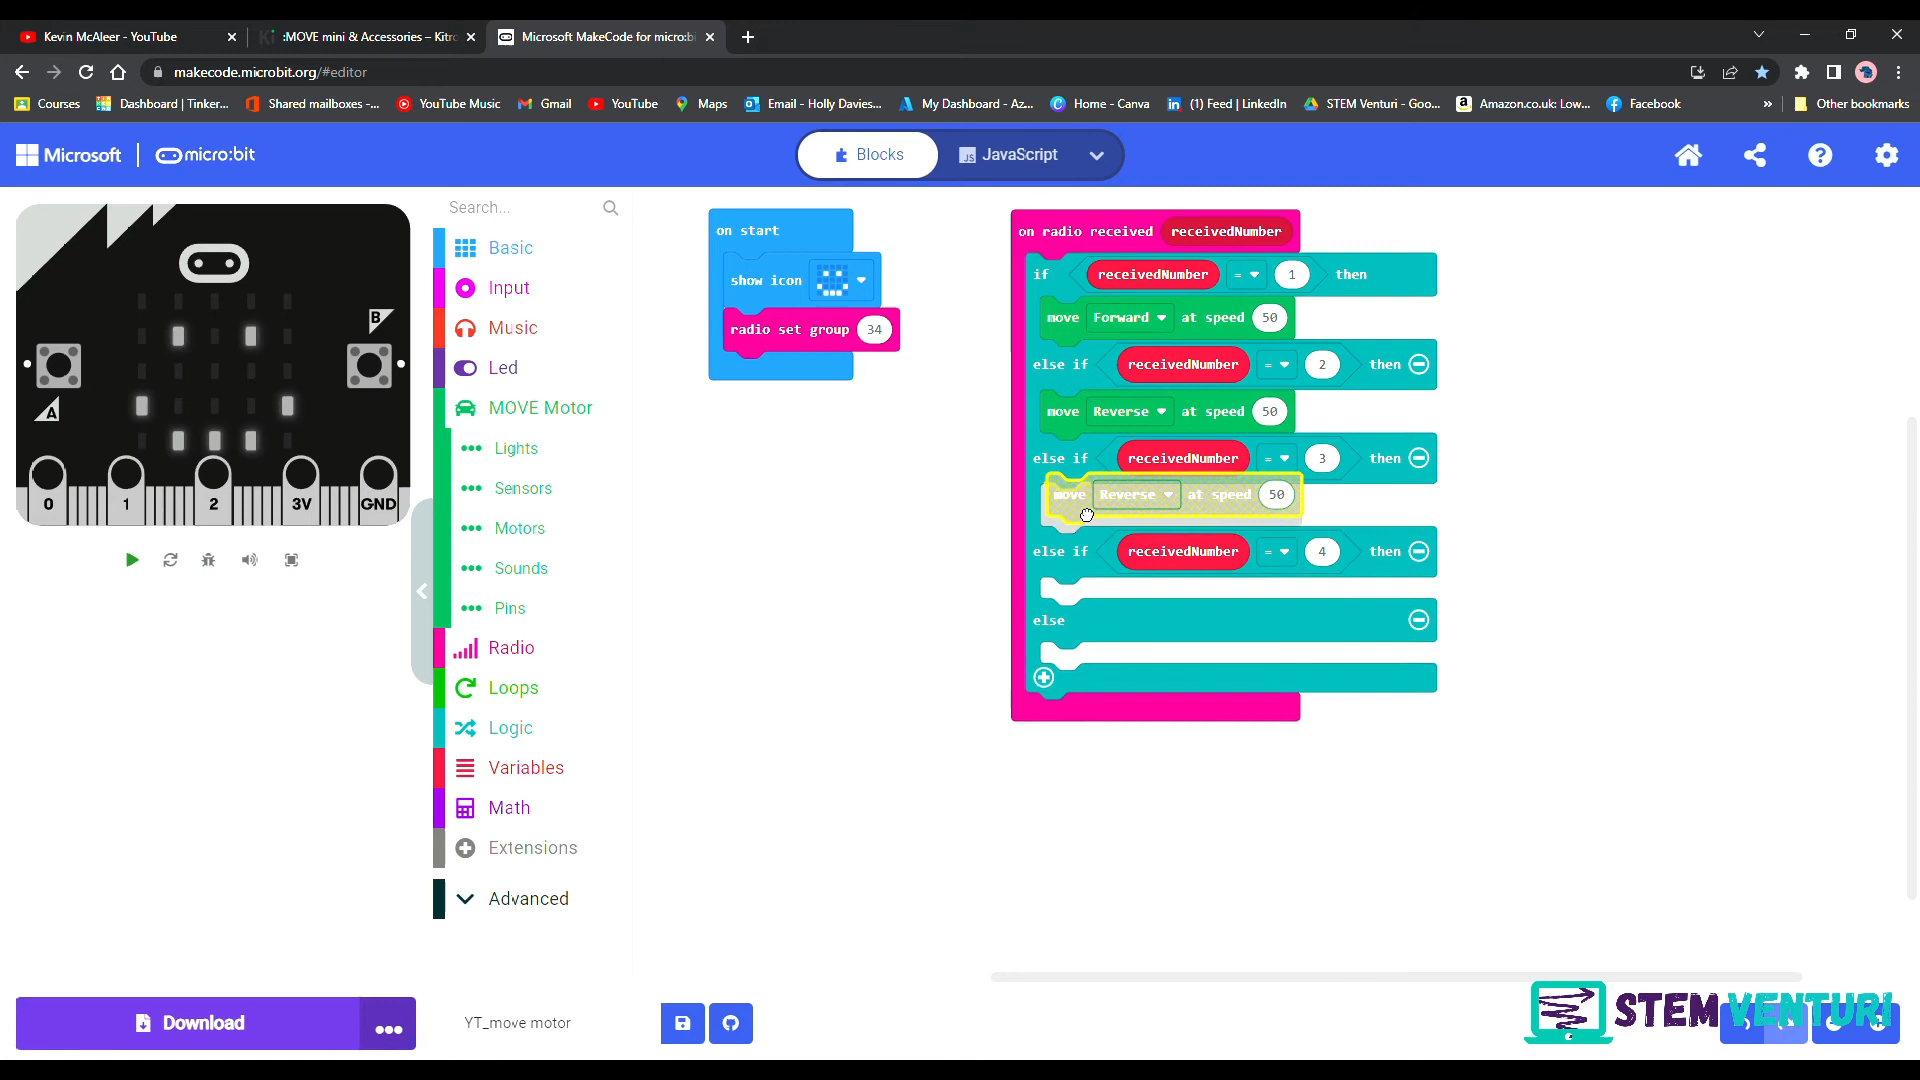 Kevin McAleer - YouTube
:MOVE mini & Accessories – Kitro
Microsoft MakeCode for micro:bi
makecode.microbit.org/#editor
Courses
Dashboard | Tinker...
Shared mailboxes -...
YouTube Music
Gmail
YouTube
Maps
Email - Holly Davies...
My Dashboard - Az...
Home - Canva
(1) Feed | LinkedIn
STEM Venturi - Goo...
Amazon.co.uk: Low...
Facebook
»
Other bookmarks
Microsoft
micro:bit
Blocks
JS JavaScript
A
B
0 1 2 3V GND
Download
Search...
Basic
Input
Music
Led
MOVE Motor
Lights
Sensors
Motors
Sounds
Pins
Radio
Loops
Logic
Variables
Math
Extensions
Advanced
YT_move motor
on start
show icon
radio set group 34
on radio received receivedNumber
if receivedNumber = 1 then
move Forward at speed 50
else if receivedNumber = 2 then
move Reverse at speed 50
else if receivedNumber = 3 then
move Reverse at speed 50
else if receivedNumber = 4 then
else
STEM VENTURI